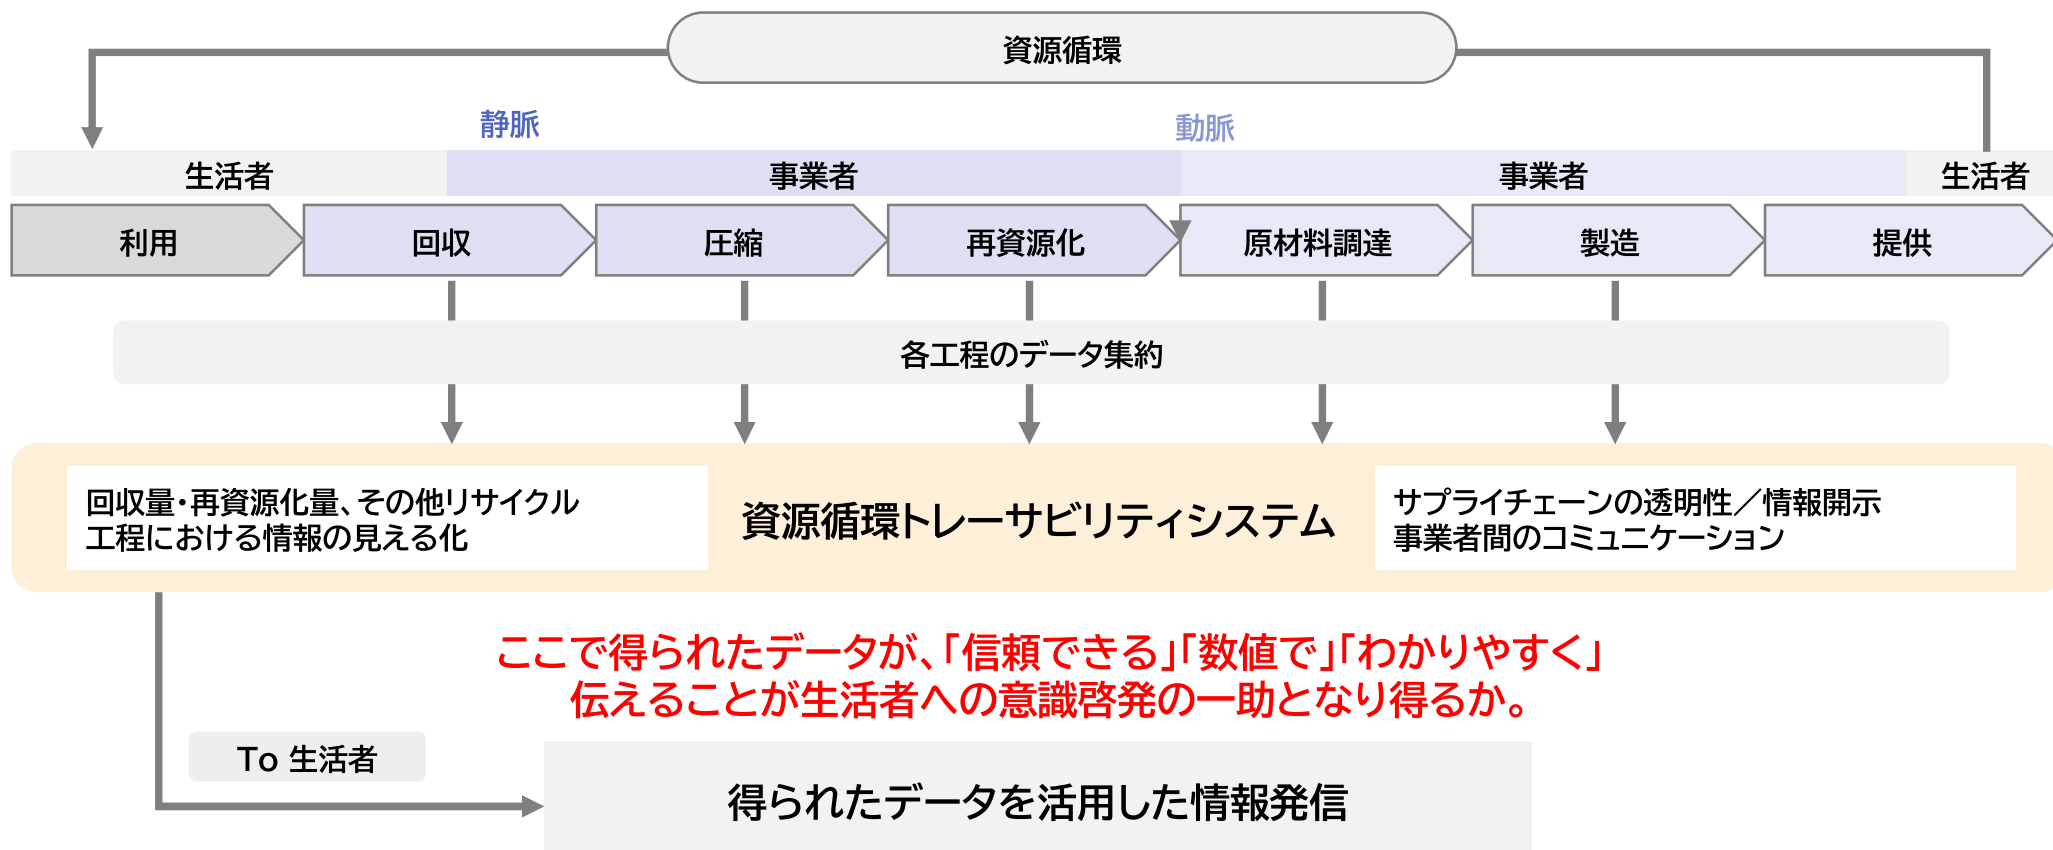 資源循環
静脈
動脈
生活者
事業者
事業者
生活者
利用
回収
圧縮
再資源化
原材料調達
製造
提供
各工程のデータ集約
回収量・再資源化量、その他リサイクル
工程における情報の見える化
資源循環トレーサビリティシステム
サプライチェーンの透明性／情報開示
事業者間のコミュニケーション
ここで得られたデータが、「信頼できる」「数値で」「わかりやすく」
伝えることが生活者への意識啓発の一助となり得るか。
To 生活者
得られたデータを活用した情報発信